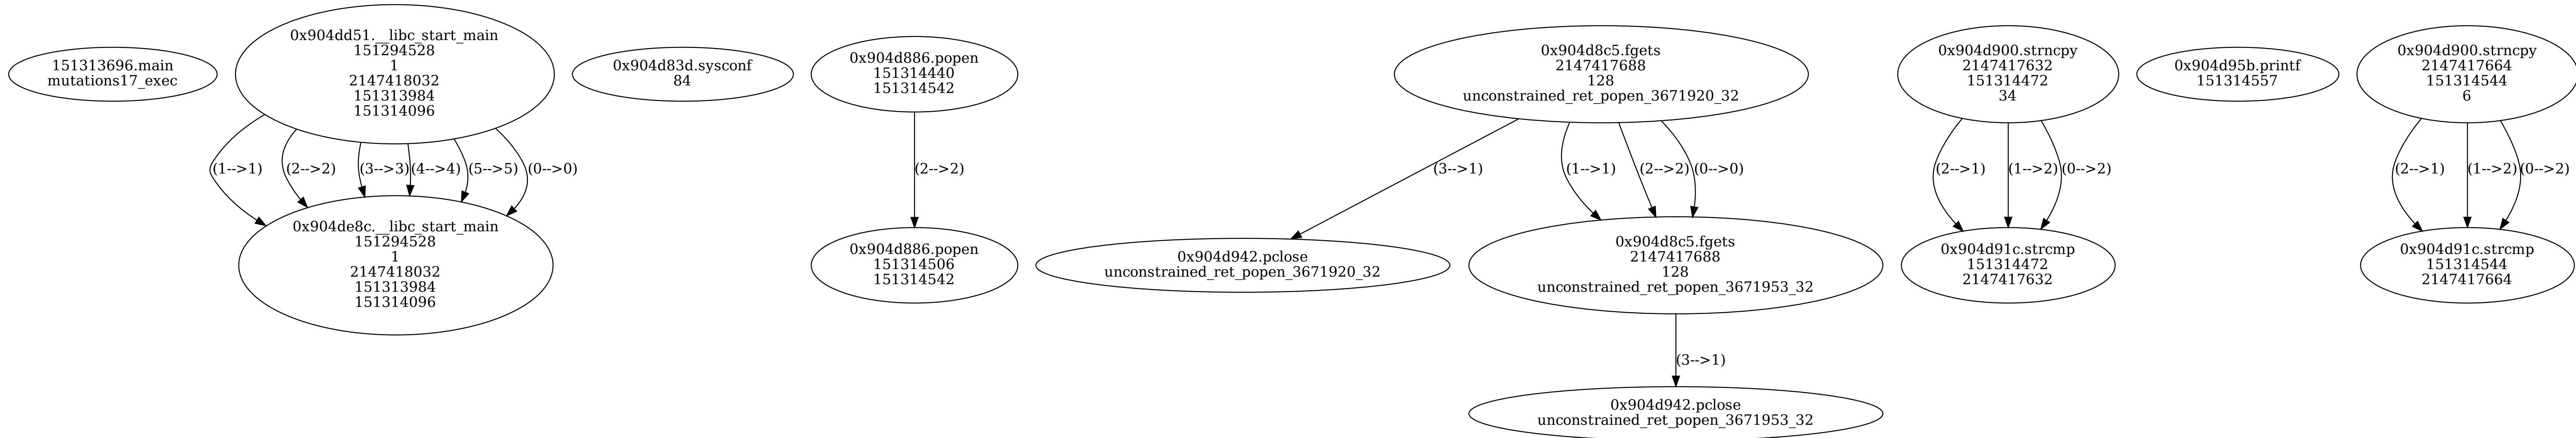 151313696.main
mutations17_exec
0x904dd51.__libc_start_main
151294528
1
2147418032
151313984
151314096
0x904d83d.sysconf
84
0x904d886.popen
151314440
151314542
0x904d8c5.fgets
2147417688
128
unconstrained_ret_popen_3671920_32
0x904d900.strncpy
2147417632
151314472
34
0x904d95b.printf
151314557
0x904d900.strncpy
2147417664
151314544
6
(1-->1)
(2-->2)
(3-->3)
(4-->4)
(5-->5)
(0-->0)
(2-->2)
(3-->1)
(1-->1)
(2-->2)
(0-->0)
(2-->1)
(1-->2)
(0-->2)
(2-->1)
(1-->2)
(0-->2)
0x904de8c.__libc_start_main
151294528
1
2147418032
151313984
151314096
0x904d886.popen
151314506
151314542
0x904d942.pclose
unconstrained_ret_popen_3671920_32
0x904d8c5.fgets
2147417688
128
unconstrained_ret_popen_3671953_32
0x904d91c.strcmp
151314472
2147417632
0x904d91c.strcmp
151314544
2147417664
(3-->1)
0x904d942.pclose
unconstrained_ret_popen_3671953_32